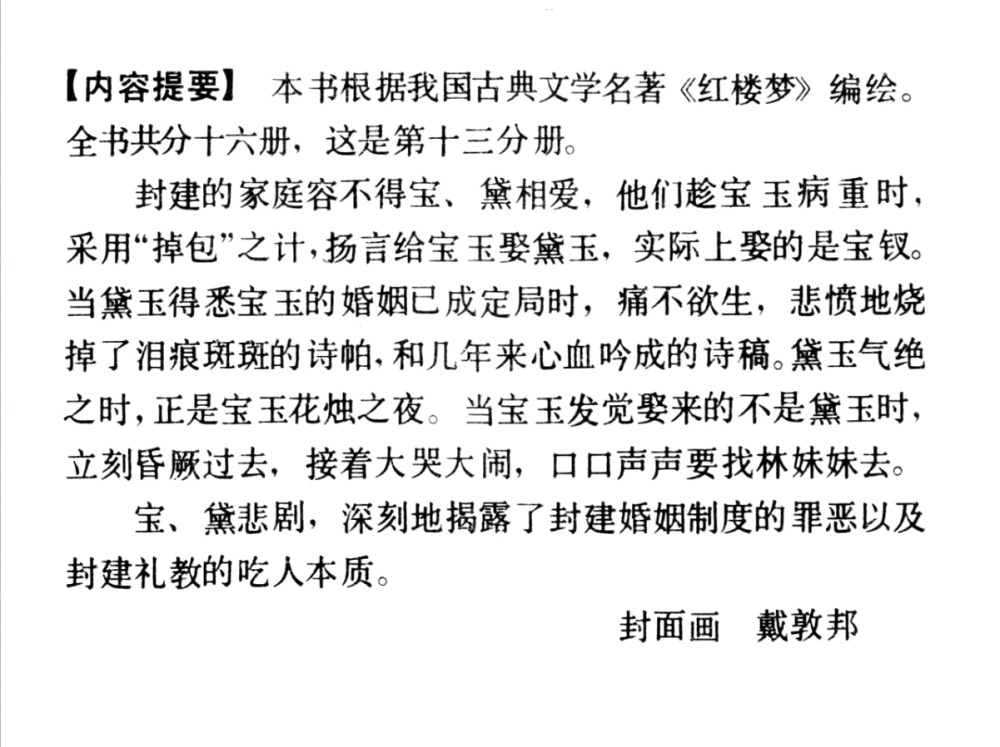 【内容提要】 本书根据我国古典文学名著《红楼梦》编绘。
全书共分十六册，这是第十三分册。
封建的家庭容不得宝、黛相爱，他们趁宝玉病重时，
采用“掉包”之计，扬言给宝玉娶黛玉，实际上娶的是宝钗。
当黛玉得悉宝玉的婚姻已成定局时，痛不欲生，悲愤地烧
掉了泪痕斑斑的诗帕，和几年来心血吟成的诗稿。黛玉气绝
之时，正是宝玉花烛之夜。当宝玉发觉娶来的不是黛玉时，
立刻昏厥过去，接着大哭大闹，口口声声要找林妹妹去。
宝、黛悲剧，深刻地揭露了封建婚姻制度的罪恶以及
封建礼教的吃人本质。
封面画 戴敦邦